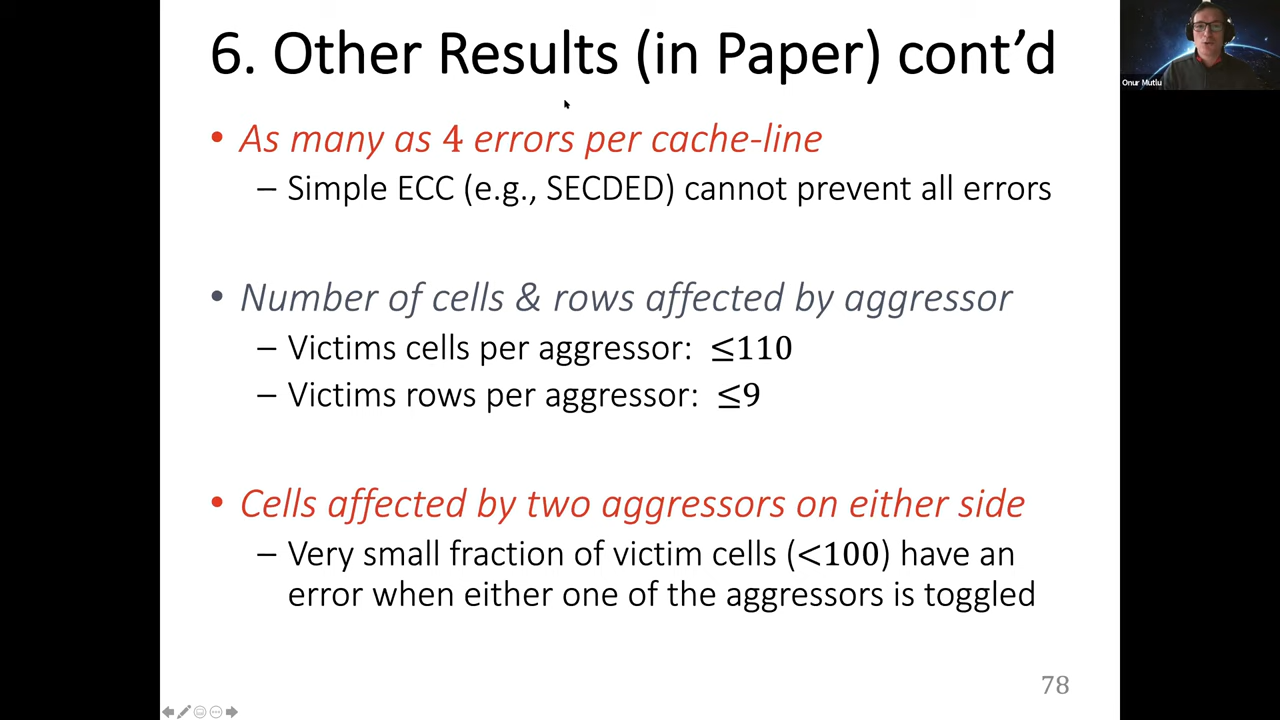 6. Other Results (in Paper) cont’d
Onur Mutlu
• As many as 4 errors per cache-line
– Simple ECC (e.g., SECDED) cannot prevent all errors
• Number of cells & rows affected by aggressor
– Victims cells per aggressor: ≤110
– Victims rows per aggressor: ≤9
• Cells affected by two aggressors on either side
– Very small fraction of victim cells (<100) have an
error when either one of the aggressors is toggled
78